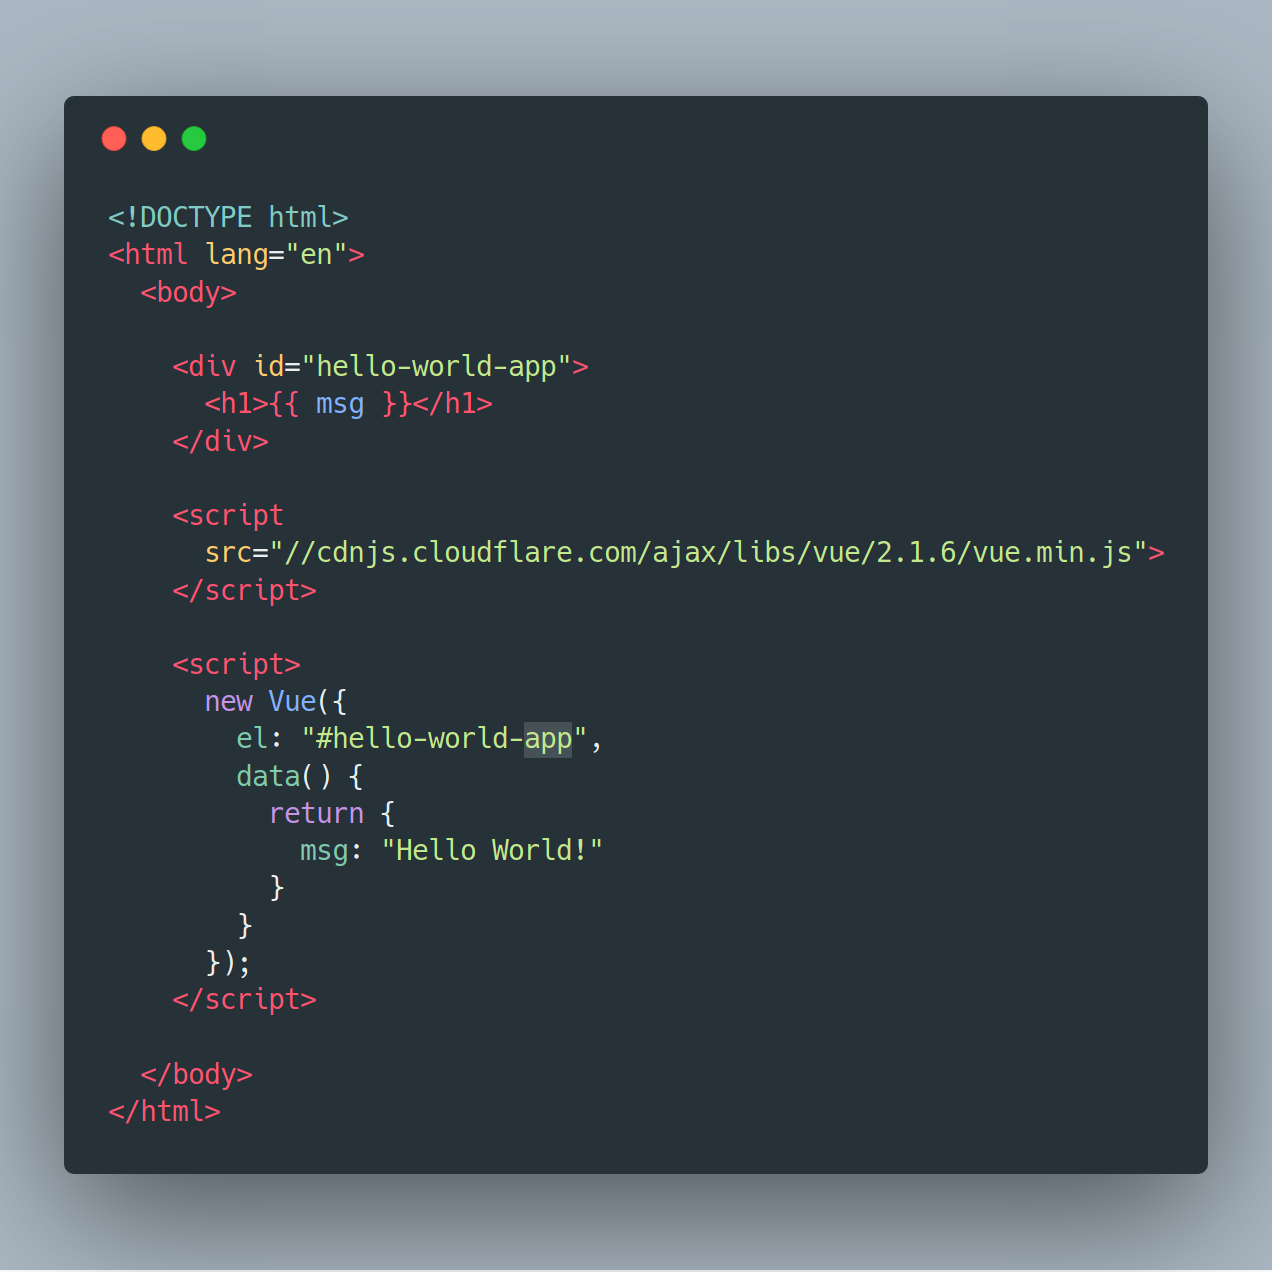 <!DOCTYPE html>
<html lang="en">
  <body>

    <div id="hello-world-app">
      <h1>{{ msg }}</h1>
    </div>

    <script
      src="//cdnjs.cloudflare.com/ajax/libs/vue/2.1.6/vue.min.js">
    </script>

    <script>
      new Vue({
        el: "#hello-world-app",
        data() {
          return {
            msg: "Hello World!"
          }
        }
      });
    </script>

  </body>
</html>